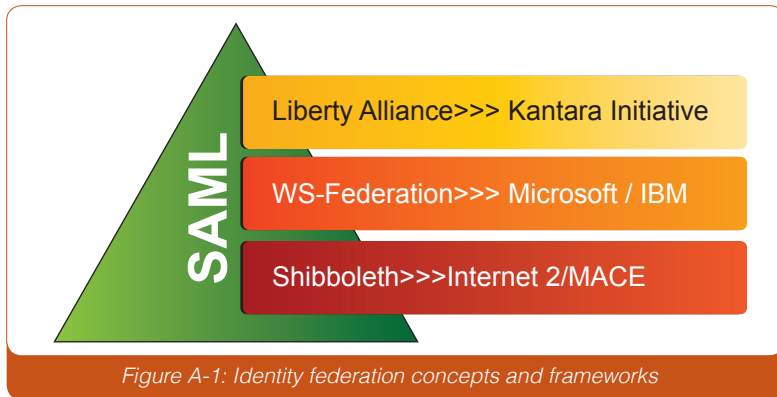 SAML
Liberty Alliance>>> Kantara Initiative
WS-Federation>>> Microsoft / IBM
Shibboleth>>>Internet 2/MACE
Figure A-1: Identity federation concepts and frameworks